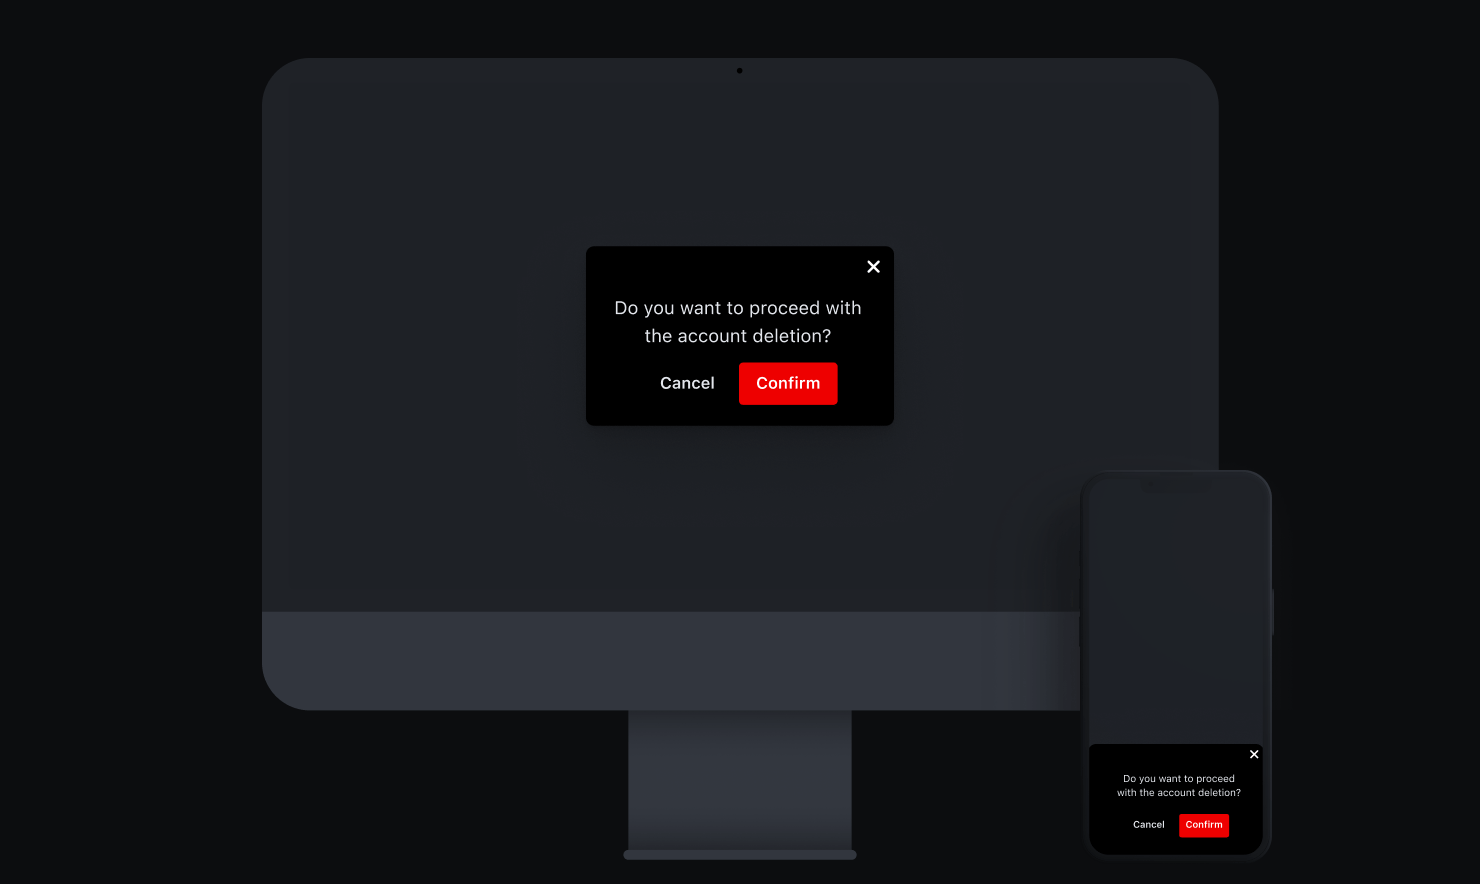 Do you want to proceed with
the account deletion?
Cancel
Confirm
Do you want to proceed
with the account deletion?
Cancel
Confirm